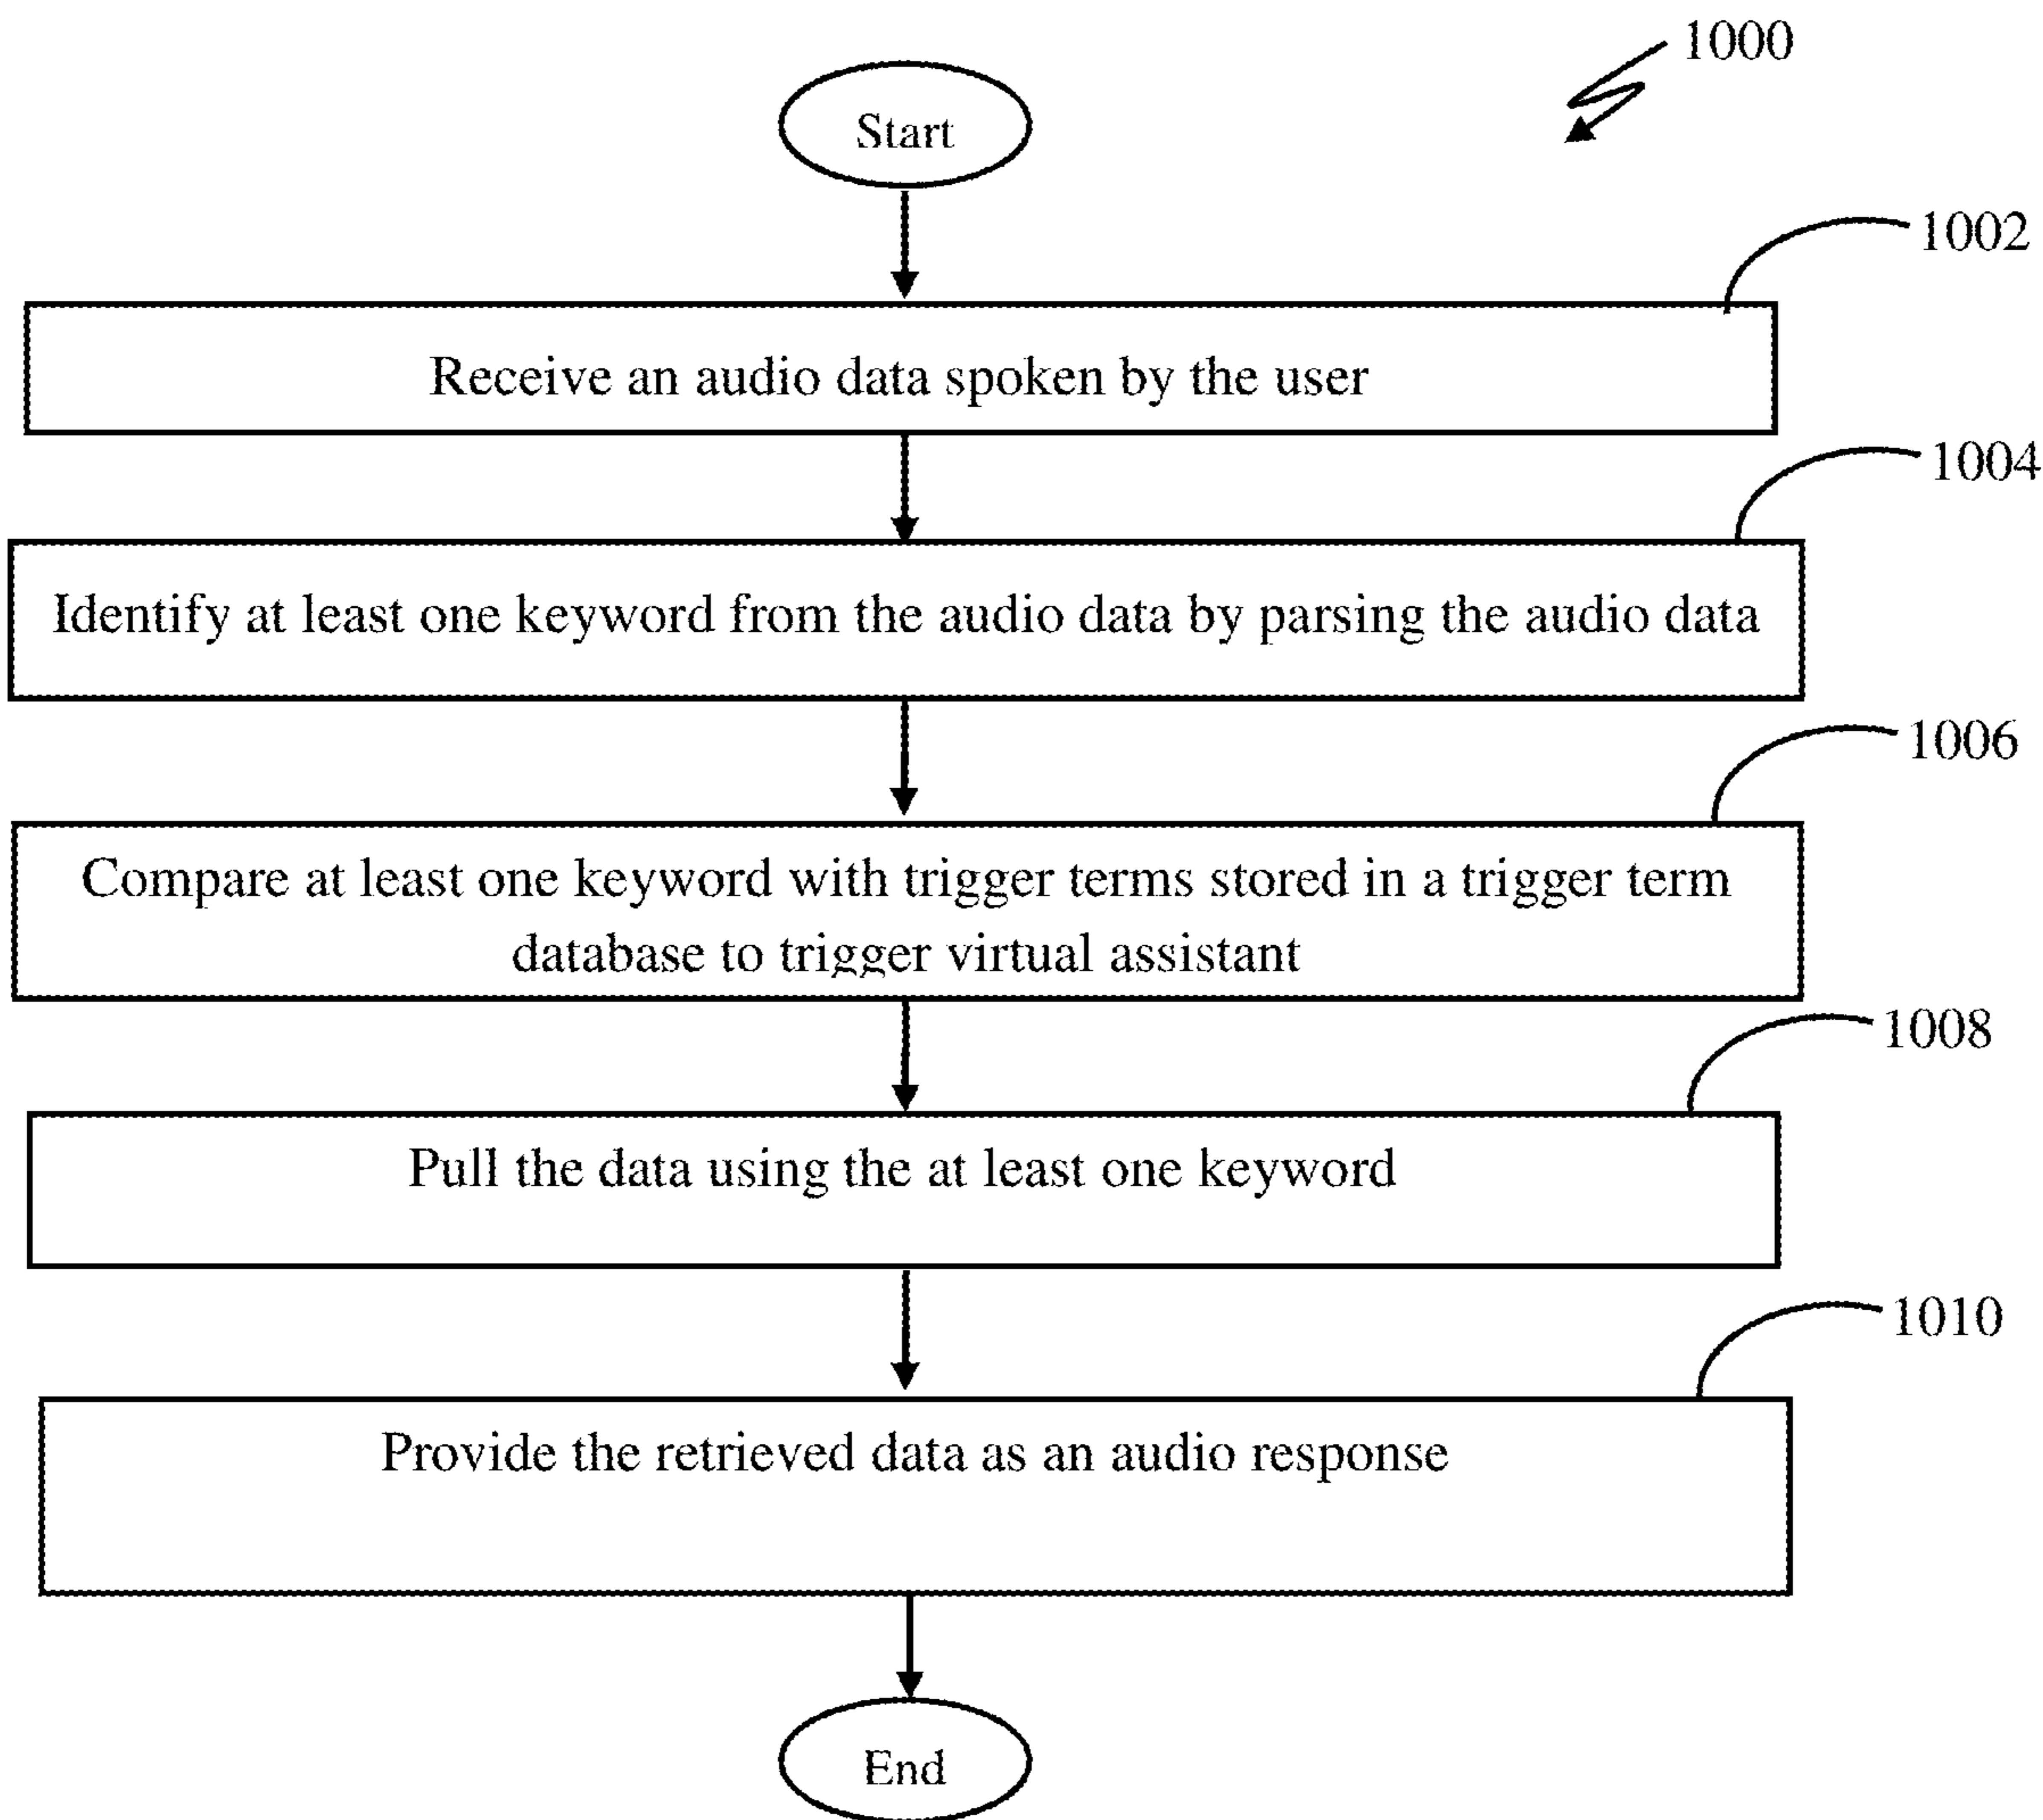 1000
Start
1002
Receive an audio data spoken by the user
1004
Identify at least one keyword from the audio data by parsing the audio data
1006
Compare at least one keyword with trigger terms stored in a trigger term
database to trigger virtual assistant
1008
Pull the data using the at least one keyword
1010
Provide the retrieved data as an audio response
End